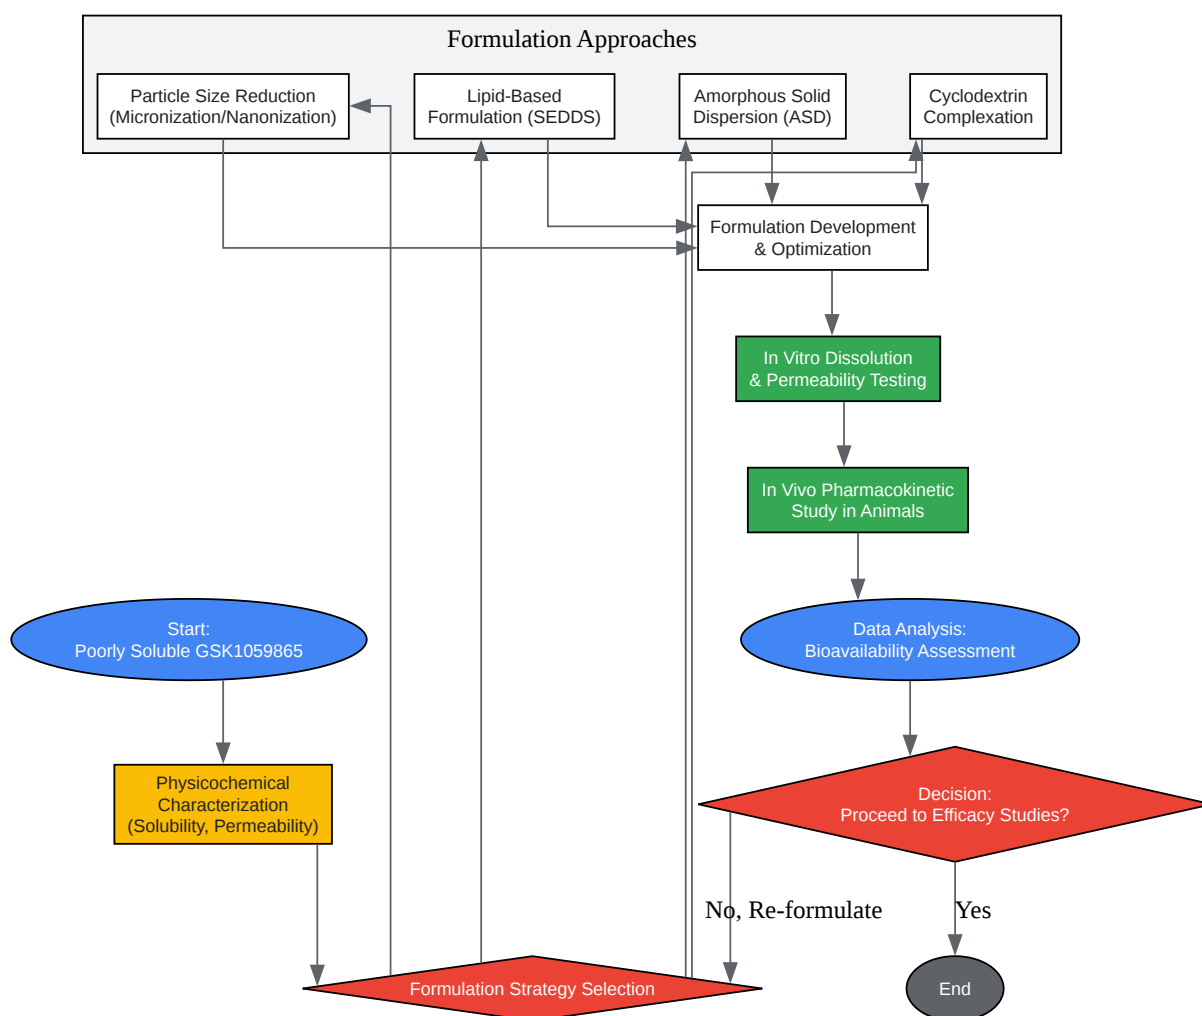 Formulation Approaches
Particle Size Reduction
(Micronization/Nanonization)
Lipid-Based
Formulation (SEDDS)
Amorphous Solid
Dispersion (ASD)
Cyclodextrin
Complexation
Formulation Development
& Optimization
In Vitro Dissolution
& Permeability Testing
In Vivo Pharmacokinetic
Study in Animals
Start:
Poorly Soluble GSK1059865
Data Analysis:
Bioavailability Assessment
Physicochemical
Characterization
(Solubility, Permeability)
Decision:
Proceed to Efficacy Studies?
No, Re-formulate
Yes
Formulation Strategy Selection
End